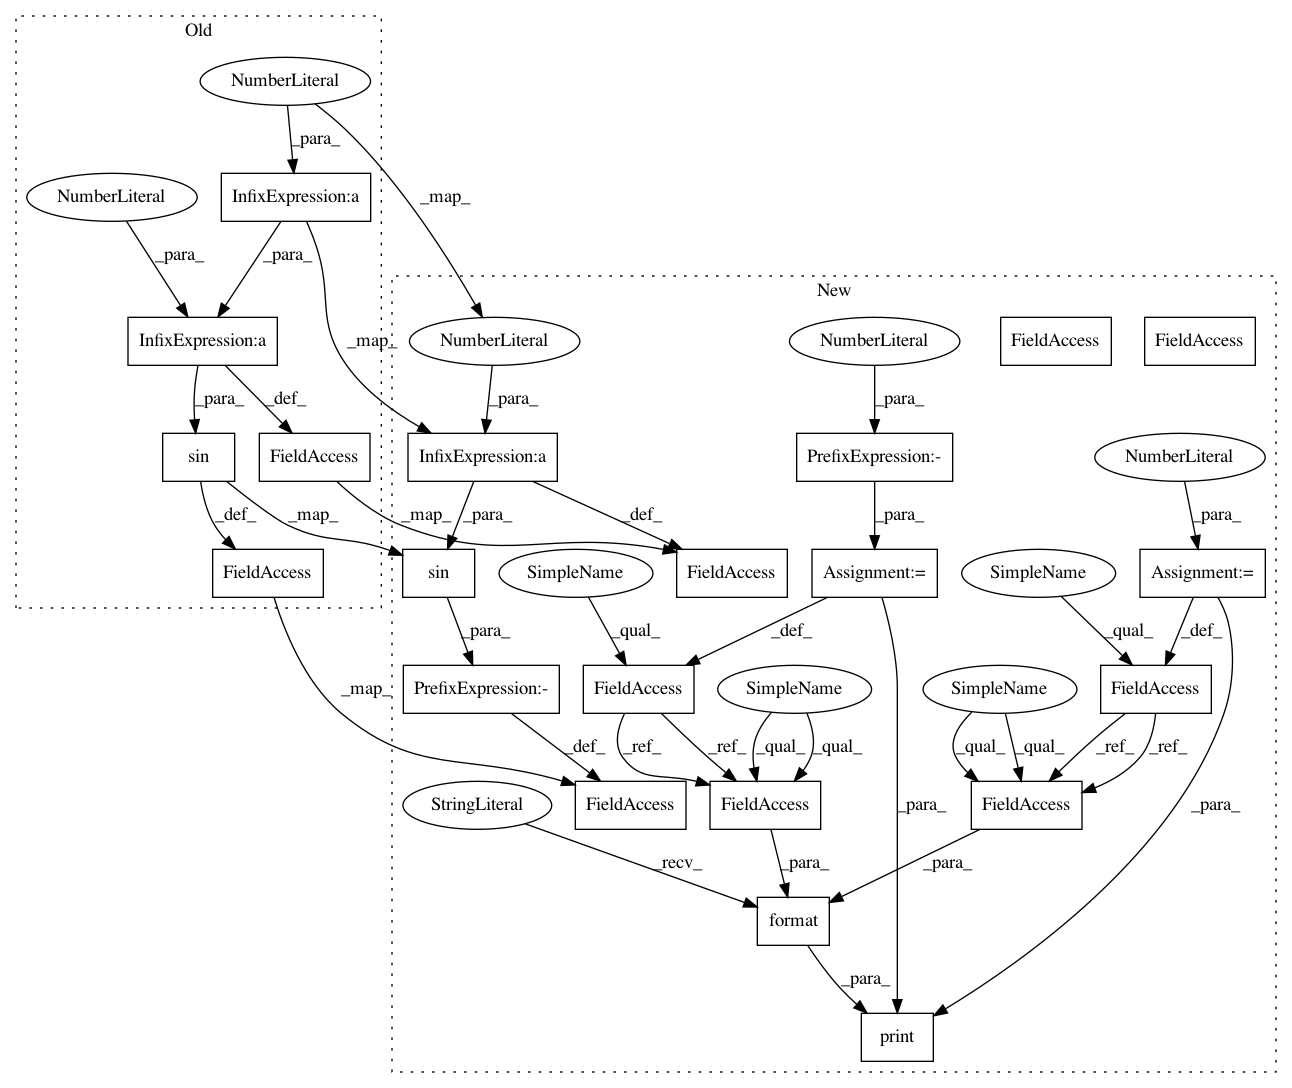 Old
NumberLiteral
_para_
NumberLiteral
InfixExpression:a
_map_
_para_
_para_
New
InfixExpression:a
_map_
NumberLiteral
NumberLiteral
FieldAccess
FieldAccess
_para_
_def_
_para_
_para_
sin
FieldAccess
InfixExpression:a
PrefixExpression:-
NumberLiteral
_def_
_map_
_map_
_para_
_def_
_para_
_para_
FieldAccess
sin
SimpleName
FieldAccess
Assignment:=
SimpleName
Assignment:=
_para_
_qual_
_def_
_qual_
_def_
_map_
PrefixExpression:-
FieldAccess
SimpleName
SimpleName
FieldAccess
_def_
_ref_
_ref_
_qual_
_qual_
_qual_
_qual_
_ref_
_ref_
StringLiteral
FieldAccess
FieldAccess
FieldAccess
_para_
_para_
_recv_
_para_
_para_
format
_para_
print